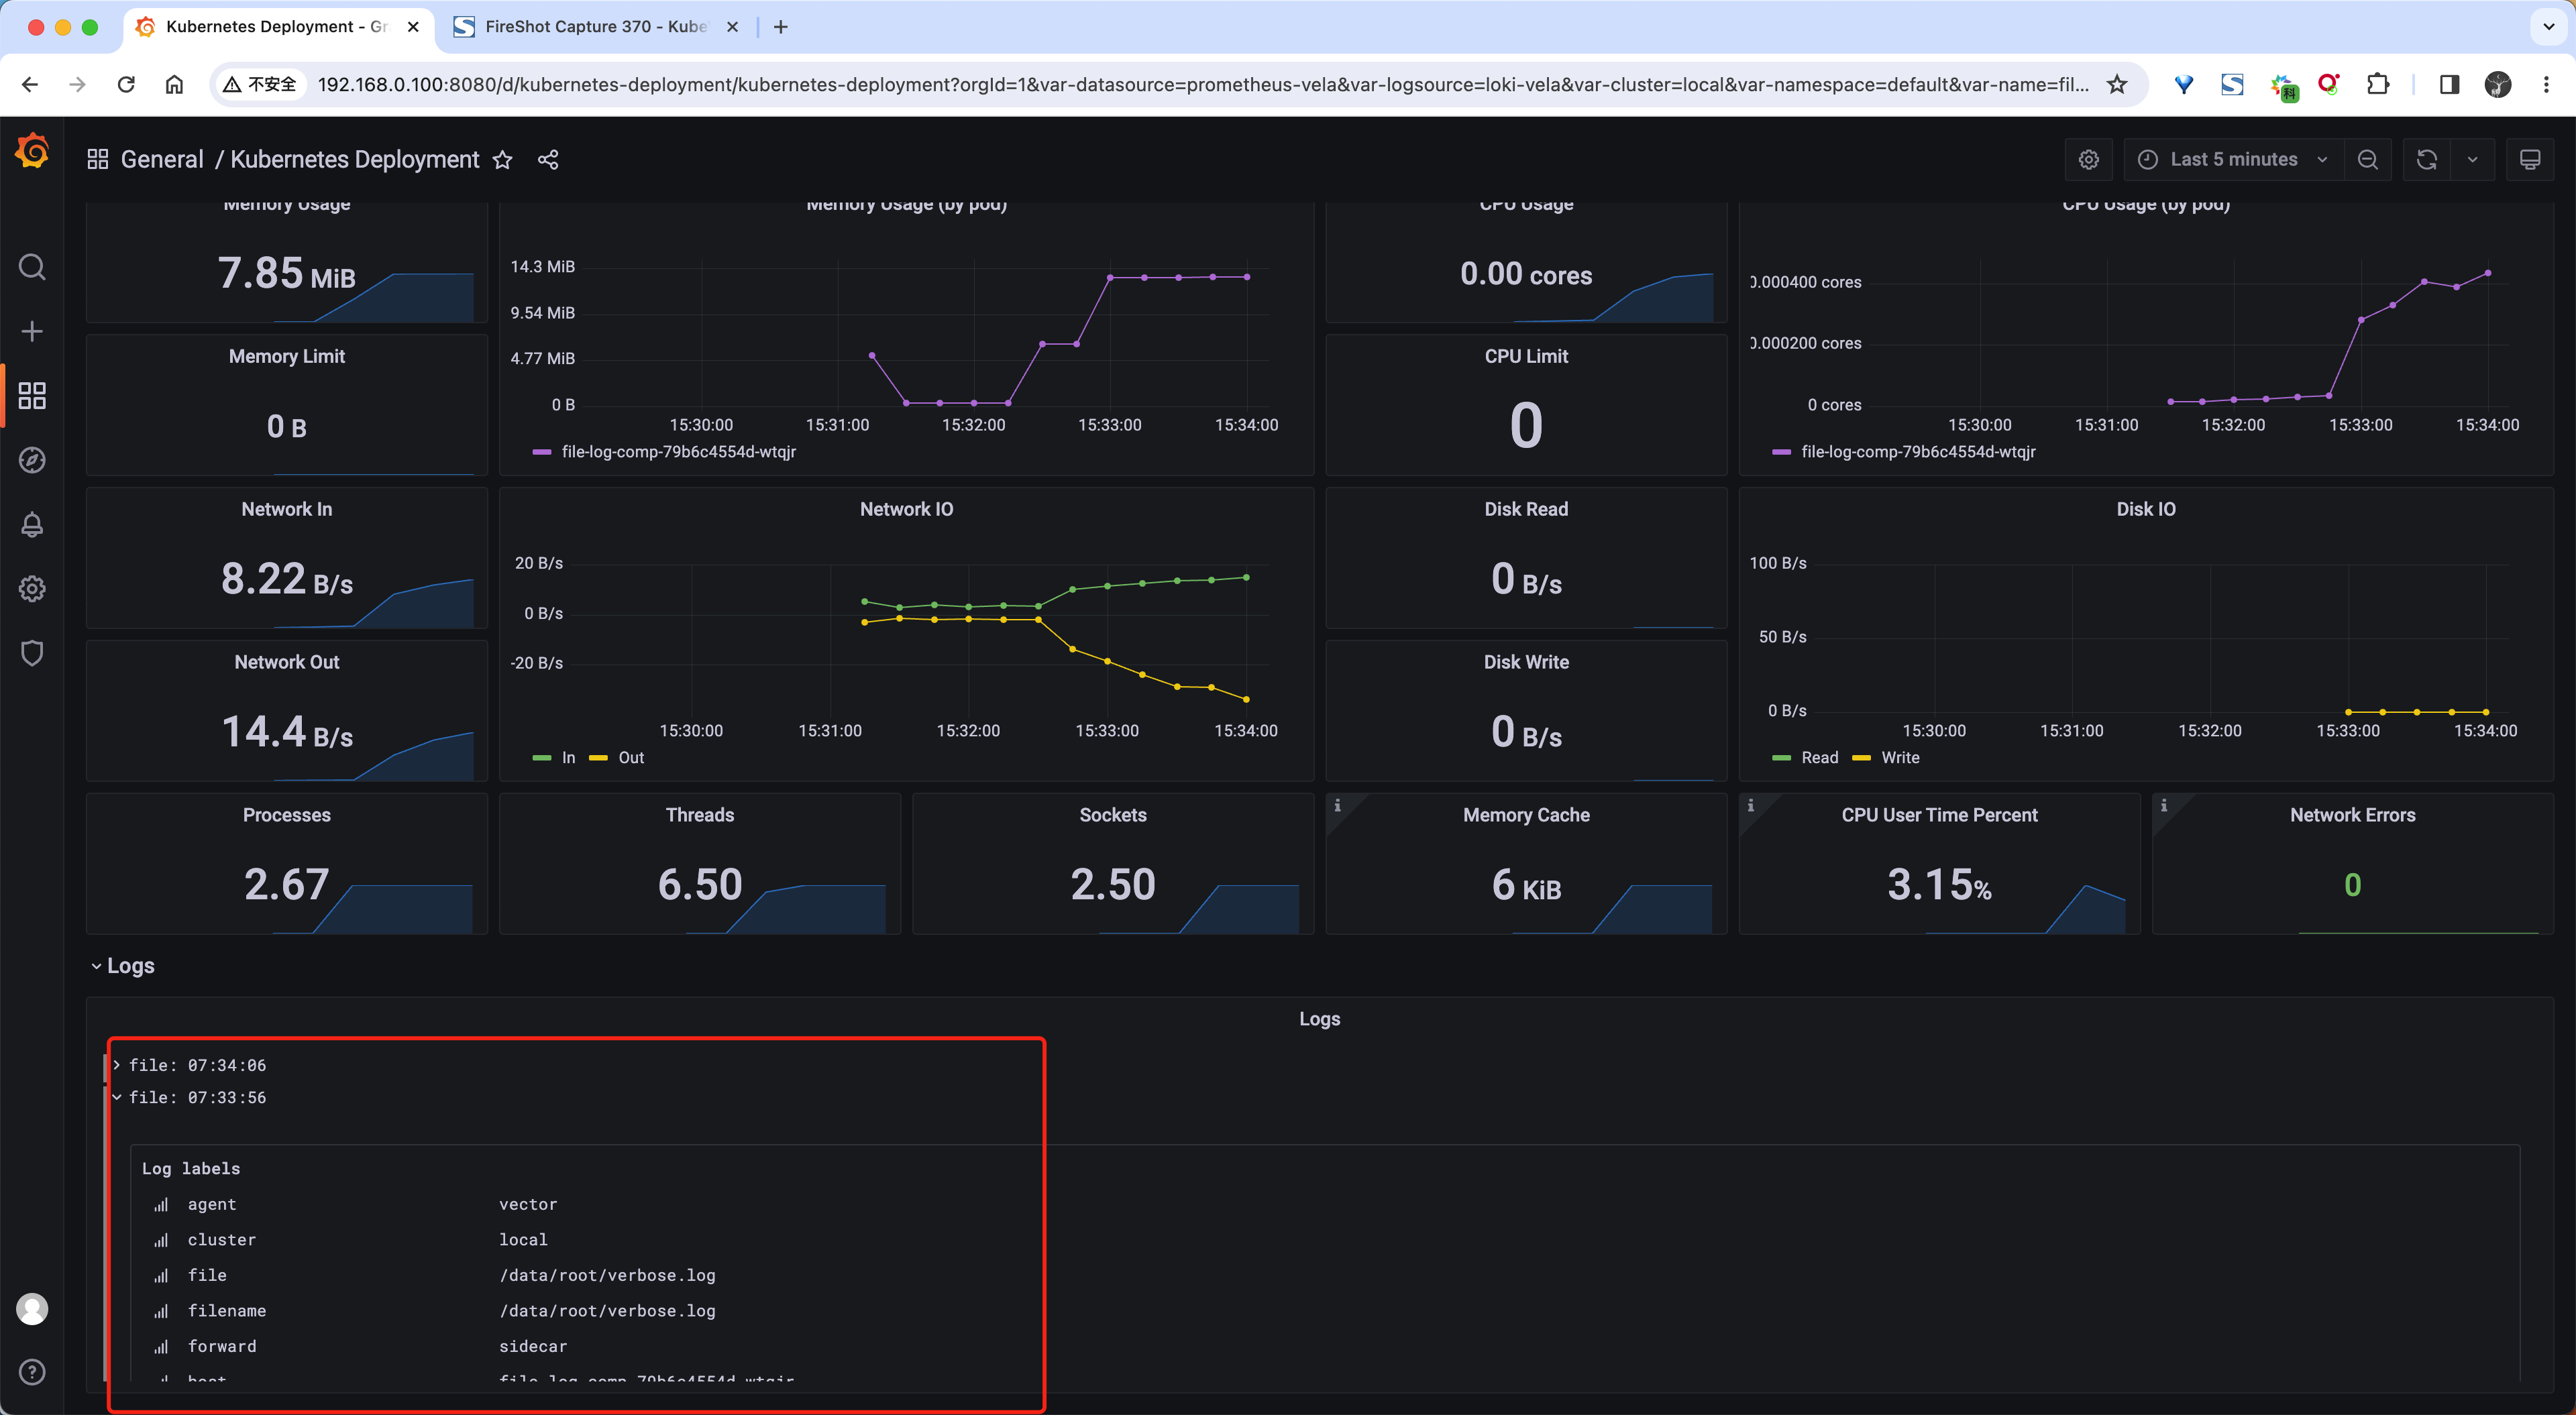 Kubernetes Deployment - Gr
FireShot Capture 370 - Kube
不安全
192.168.0.100:8080/d/kubernetes-deployment/kubernetes-deployment?orgId=1&var-datasource=prometheus-vela&var-logsource=loki-vela&var-cluster=local&var-namespace=default&var-name=fil...
科
General / Kubernetes Deployment
Last 5 minutes
Memory Usage
7.85 MiB
Memory Usage (by pod)
14.3 MiB
9.54 MiB
4.77 MiB
0 B
15:30:00 15:31:00 15:32:00 15:33:00 15:34:00
file-log-comp-79b6c4554d-wtqjr
CPU Usage
0.00 cores
CPU Usage (by pod)
0.000400 cores
0.000200 cores
0 cores
15:30:00 15:31:00 15:32:00 15:33:00 15:34:00
file-log-comp-79b6c4554d-wtqjr
Memory Limit
0 B
CPU Limit
0
Network In
8.22 B/s
Network IO
20 B/s
0 B/s
-20 B/s
15:30:00 15:31:00 15:32:00 15:33:00 15:34:00
In Out
Disk Read
0 B/s
Disk IO
100 B/s
50 B/s
0 B/s
15:30:00 15:31:00 15:32:00 15:33:00 15:34:00
Read Write
Network Out
14.4 B/s
Disk Write
0 B/s
Processes
2.67
Threads
6.50
Sockets
2.50
Memory Cache
6 KiB
CPU User Time Percent
3.15%
Network Errors
0
Logs
Logs
file: 07:34:06
file: 07:33:56
Log labels
agent vector
cluster local
file /data/root/verbose.log
filename /data/root/verbose.log
forward sidecar
host file-log-comp-79b6c4554d-wtqjr